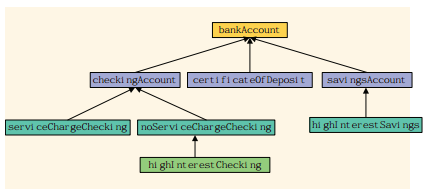 bankAccount
checkingAccount
certificateOfDeposit
savingsAccount
serviceChargeChecking
noServiceChargeChecking
highInterestSavings
highInterestChecking